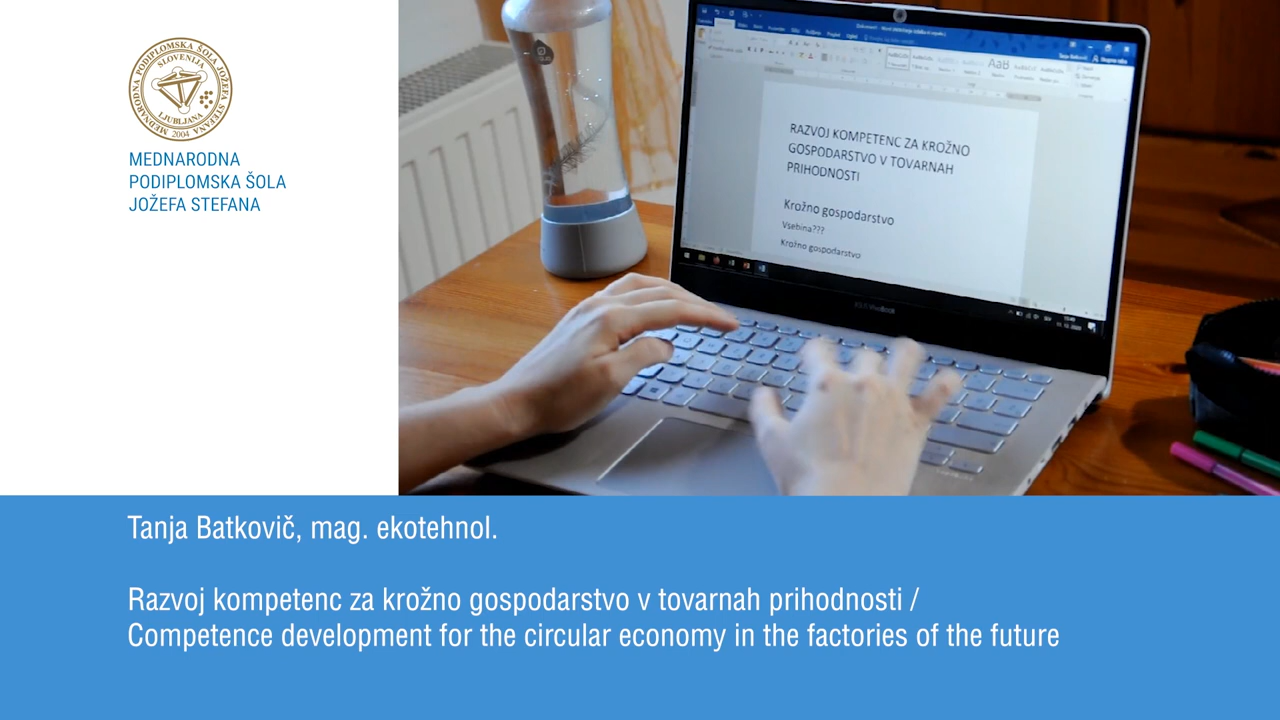 MEDNARODNA PODIPLOMSKA ŠOLA JOŽEFA STEFANA
SLOVENIJA
LJUBLJANA
2004
MEDNARODNA
PODIPLOMSKA ŠOLA
JOŽEFA STEFANA
AaB
RAZVOJ KOMPETENC ZA KROŽNO
GOSPODARSTVO V TOVARNAH
PRIHODNOSTI
Krožno gospodarstvo
Vsebina???
Krožno gospodarstvo
Tanja Batkovič, mag. ekotehnol.
Razvoj kompetenc za krožno gospodarstvo v tovarnah prihodnosti /
Competence development for the circular economy in the factories of the future